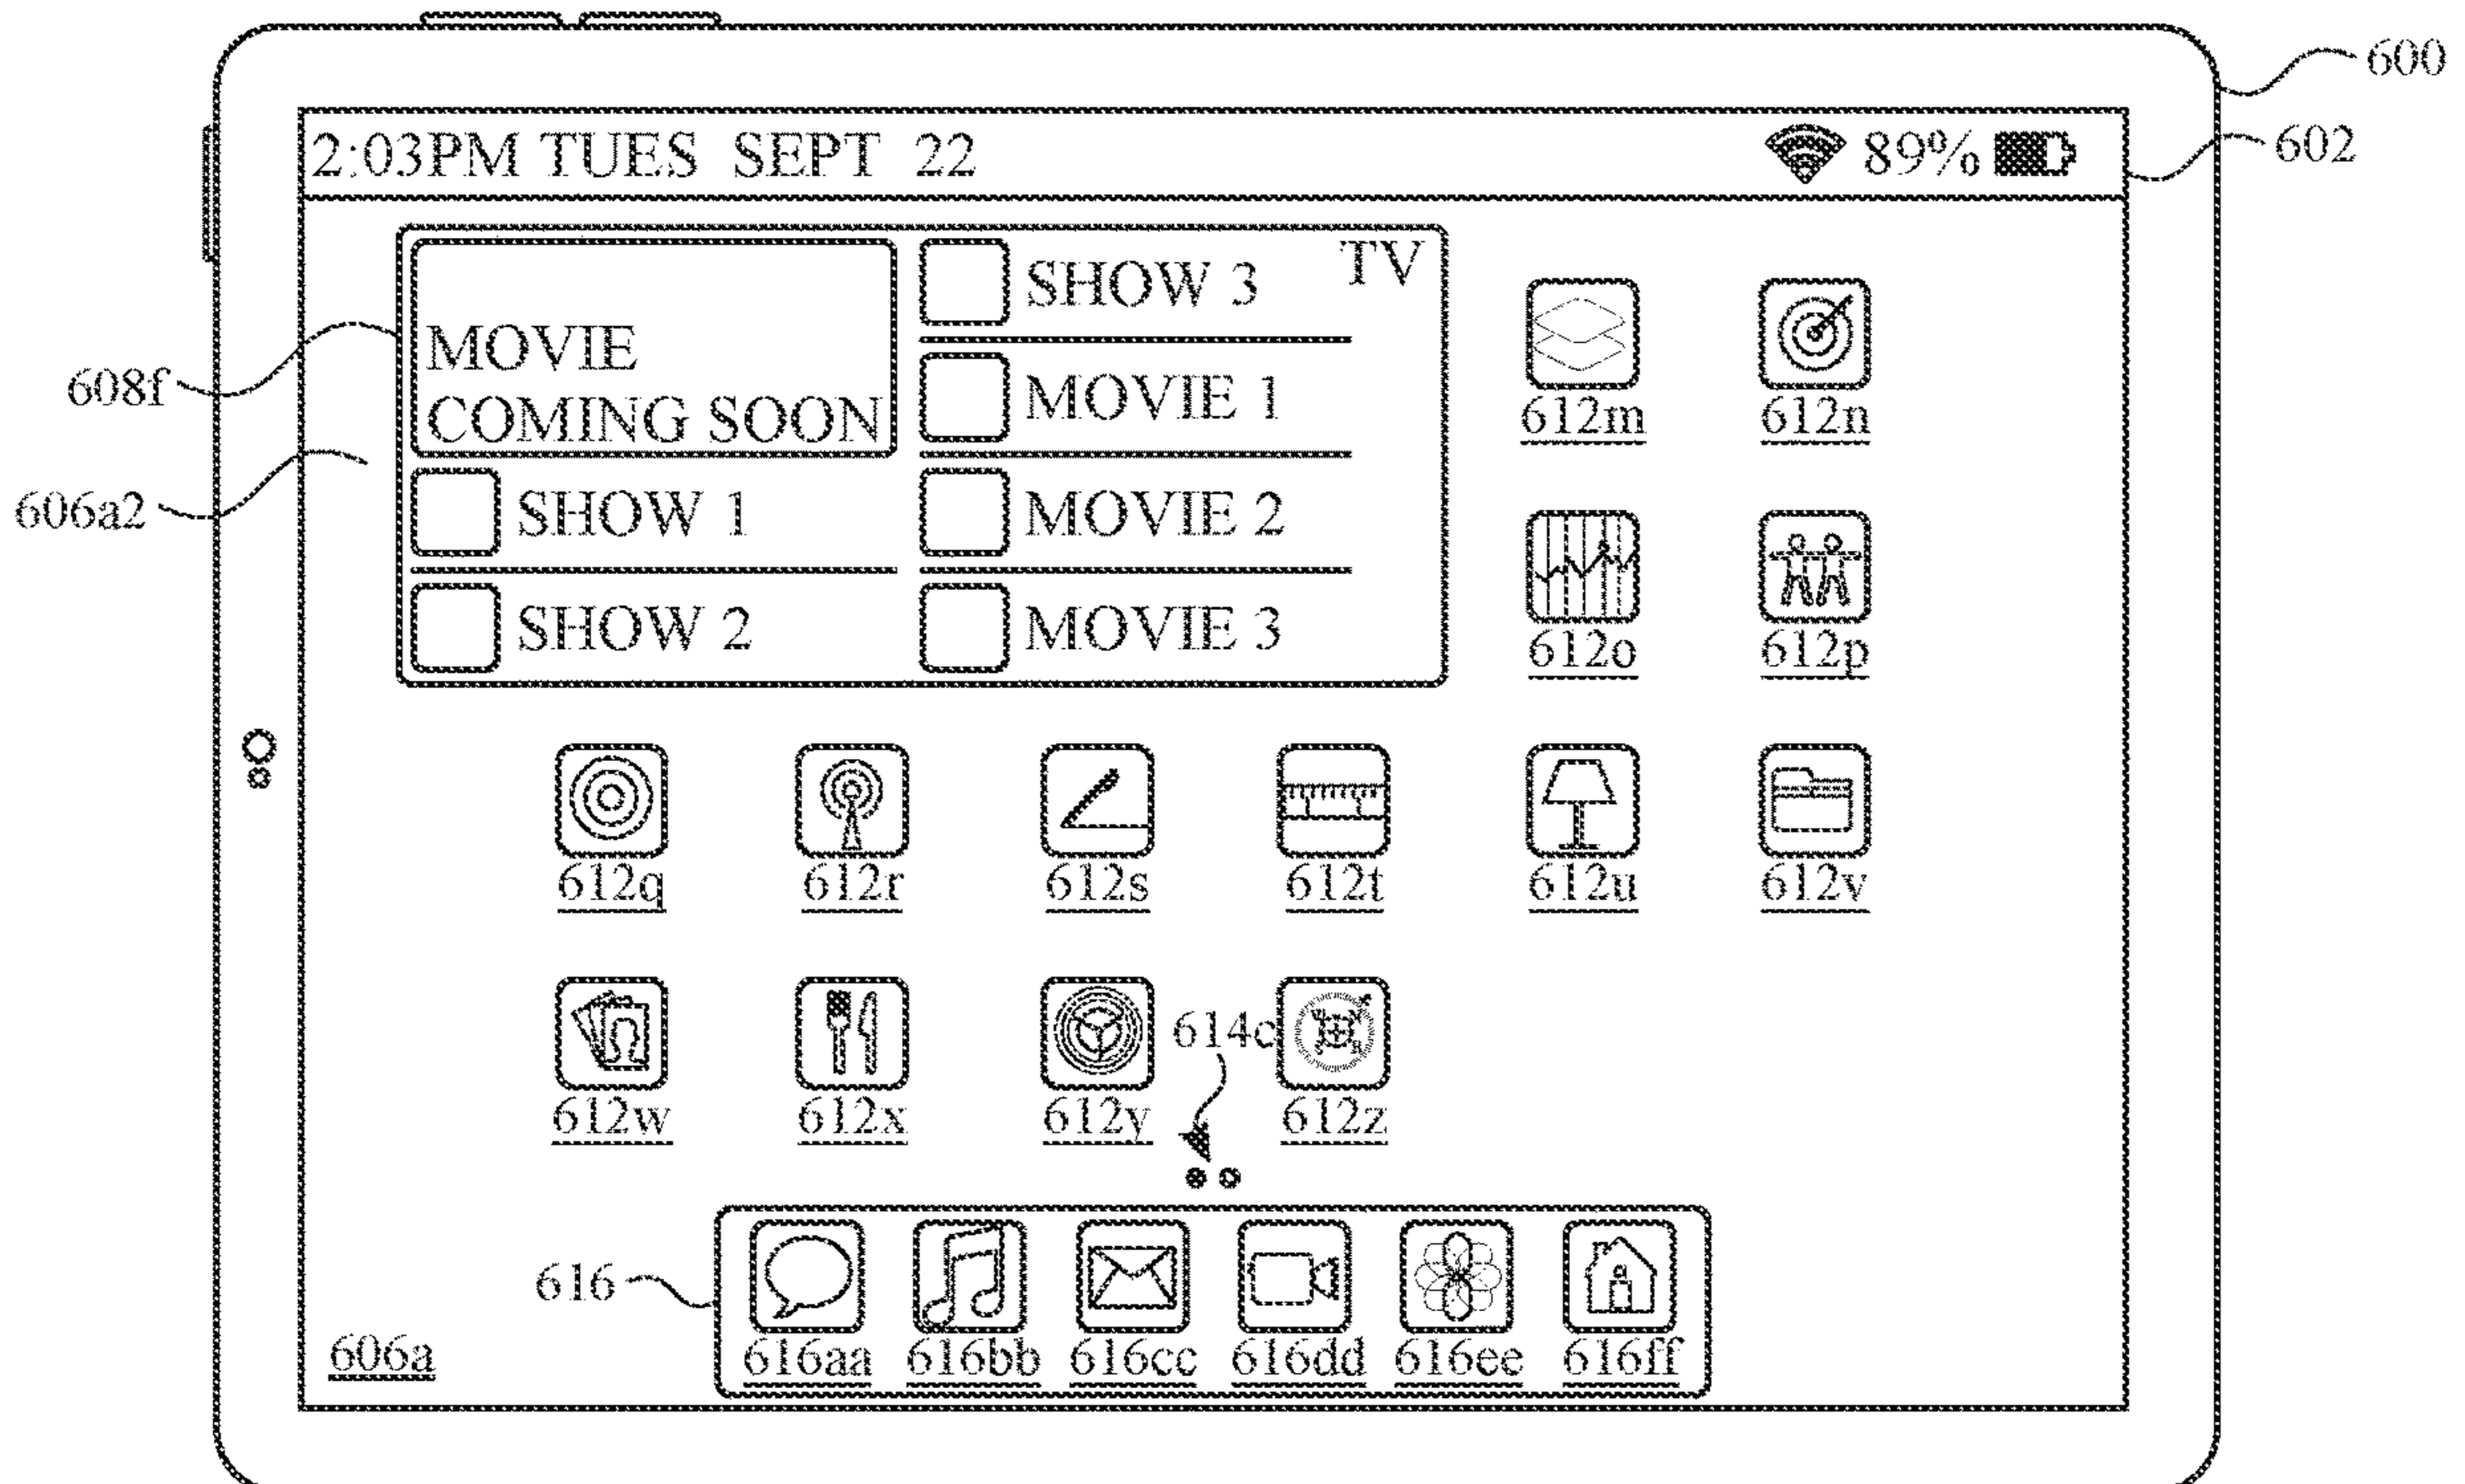 600
2:03PM TUES SEPT 22
89%
602
TV
MOVIE
COMING SOON
SHOW 1
SHOW 2
SHOW 3
MOVIE 1
MOVIE 2
MOVIE 3
608f
606a2
612m 612n
612o 612p
612q 612r 612s 612t 612u 612v
614c
612w 612x 612y 612z
616
616aa 616bb 616cc 616dd 616ee 616ff
606a